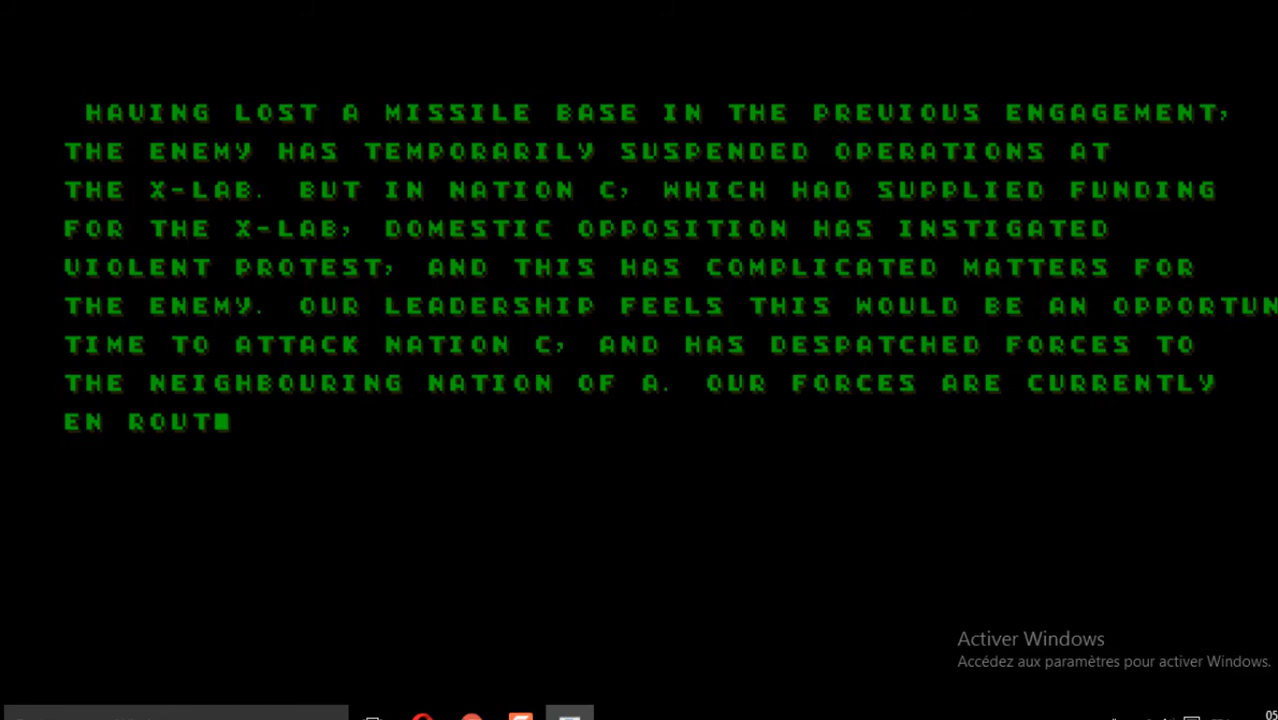 HAVING LOST A MISSILE BASE IN THE PREVIOUS ENGAGEMENT,
THE ENEMY HAS TEMPORARILY SUSPENDED OPERATIONS AT
THE X-LAB. BUT IN NATION C, WHICH HAD SUPPLIED FUNDING
FOR THE X-LAB, DOMESTIC OPPOSITION HAS INSTIGATED
VIOLENT PROTEST, AND THIS HAS COMPLICATED MATTERS FOR
THE ENEMY. OUR LEADERSHIP FEELS THIS WOULD BE AN OPPORTUN
TIME TO ATTACK NATION C, AND HAS DESPATCHED FORCES TO
THE NEIGHBOURING NATION OF A. OUR FORCES ARE CURRENTLY
EN ROUT
Activer Windows
Accédez aux paramètres pour activer Windows.
05